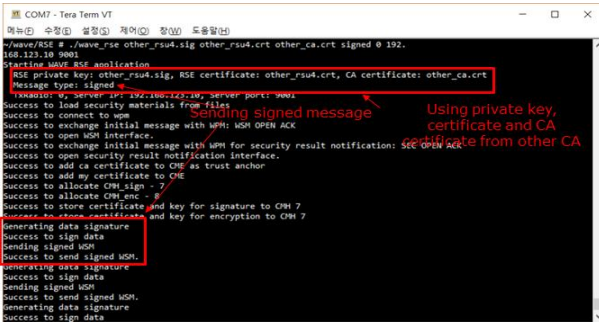 COM7 - Tera Term VT
메뉴(F) 수정(E) 설정(S) 제어(O) 창(W) 도움말(H)
~/wave/RSE # ./wave_rse other_rsu4.sig other_rsu4.crt other_ca.crt signed 0 192.
168.123.10 9001
Starting WAVE RSE application
RSE private key: other_rsu4.sig, RSE certificate: other_rsu4.crt, CA certificate: other_ca.crt
Message type: signed
TxRadio: 0, Server IP: 192.168.123.10, Server port: 9001
Success to load security materials from files
Success to connect to wpm
Sending signed message
Using private key,
certificate and CA
certificate from other CA
Success to exchange initial message with WPM: WSM OPEN ACK
Success to open WSM interface.
Success to exchange initial message with WPM for security result notification: SEC OPEN ACK
Success to open security result notification interface.
Success to add ca certificate to CME as trust anchor
Success to add my certificate to CME
Success to allocate CMH_sign - 7
Success to allocate CMH_enc - 8
Success to store certificate and key for signature to CMH 7
Success to store certificate and key for encryption to CMH 7
Generating data signature
Success to sign data
Sending signed WSM
Success to send signed WSM.
Generating data signature
Success to sign data
Sending signed WSM
Success to send signed WSM.
Generating data signature
Success to sign data